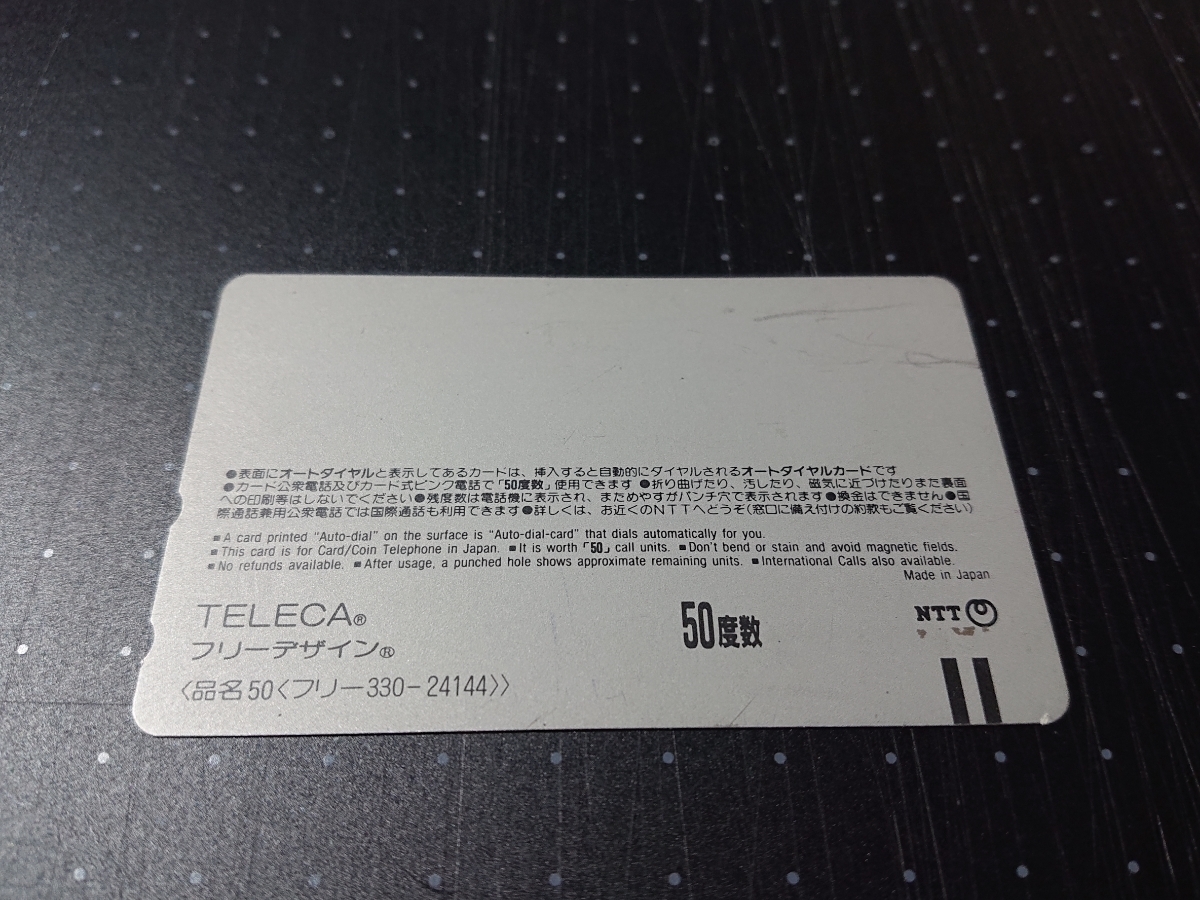 ●表面にオートダイヤルと表示してあるカードは、挿入すると自動的にダイヤルされるオートダイヤルカードです
●カード公衆電話及びカード式ピンク電話で「50度数」使用できます ●折り曲げたり、汚したり、磁気に近づけたりまた裏面
への印刷等はしないでください●残度数は電話機に表示され、まためやすがパンチ穴で表示されます●換金はできません●国
際通話兼用公衆電話では国際通話も利用できます●詳しくは、お近くのNTTへどうぞ(窓口に備え付けの約款もご覧ください)
■A card printed “Auto-dial” on the surface is “Auto-dial-card” that dials automatically for you.
■This card is for Card/Coin Telephone in Japan. ■It is worth「50」call units. ■Don't bend or stain and avoid magnetic fields.
■No refunds available. ■After usage, a punched hole shows approximate remaining units. ■International Calls also available.
Made in Japan
TELECA®
フリーデザイン®
50度数
NTT
〈品名50〈フリー330-24144〉〉